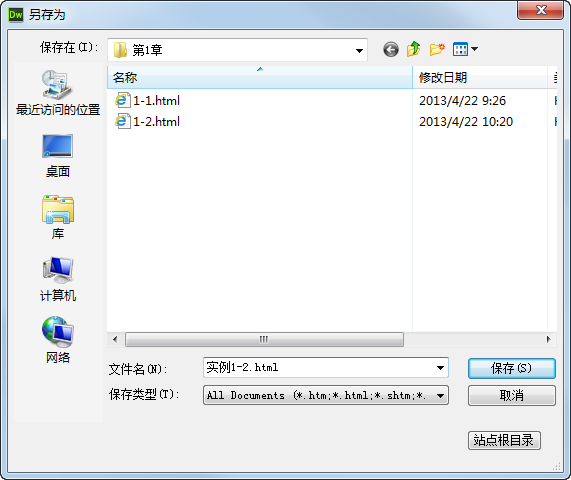 Dw 另存为
保存在(I): 第1章
名称 修改日期
1-1.html 2013/4/22 9:26
1-2.html 2013/4/22 10:20
最近访问的位置
桌面
库
计算机
网络
文件名(N): 实例1-2.html 保存(S)
保存类型(T): All Documents (*.htm;*.html;*.shtm;*. 取消
站点根目录